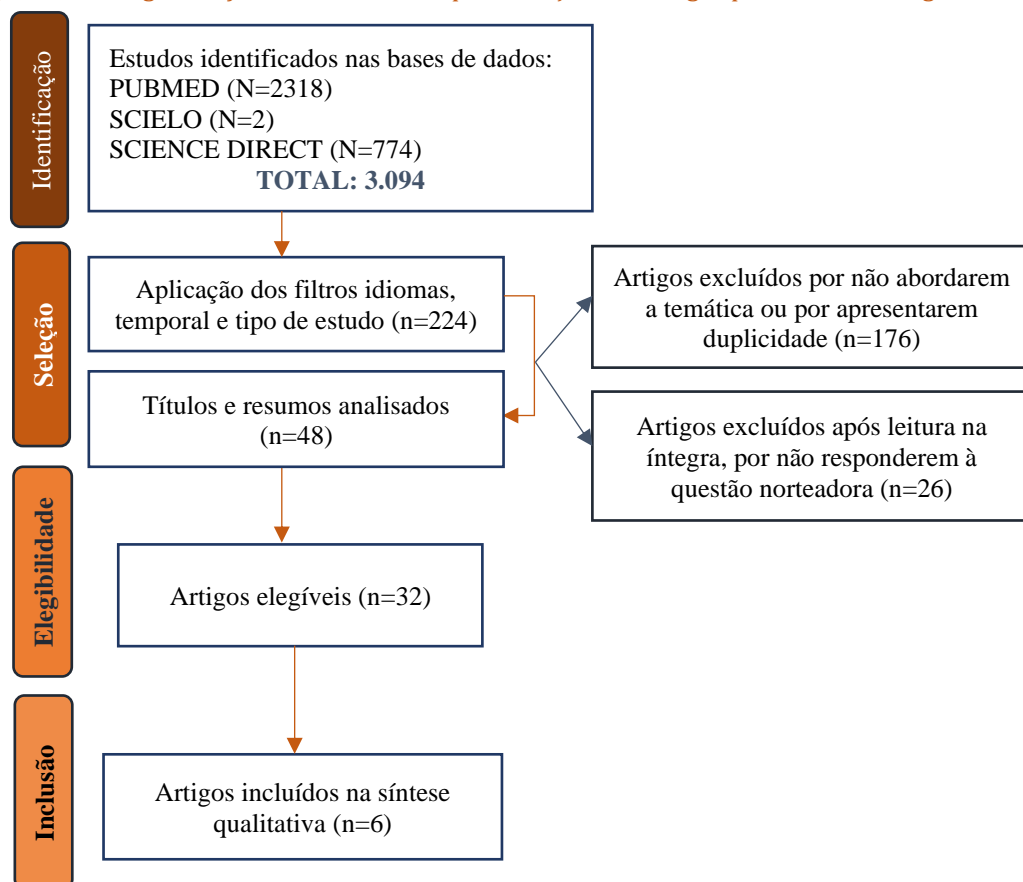 Identificação
Estudos identificados nas bases de dados:
PUBMED (N=2318)
SCIELO (N=2)
SCIENCE DIRECT (N=774)
TOTAL: 3.094
Seleção
Aplicação dos filtros idiomas,
temporal e tipo de estudo (n=224)
Artigos excluídos por não abordarem
a temática ou por apresentarem
duplicidade (n=176)
Títulos e resumos analisados
(n=48)
Artigos excluídos após leitura na
íntegra, por não responderem à
questão norteadora (n=26)
Elegibilidade
Artigos elegíveis (n=32)
Inclusão
Artigos incluídos na síntese
qualitativa (n=6)